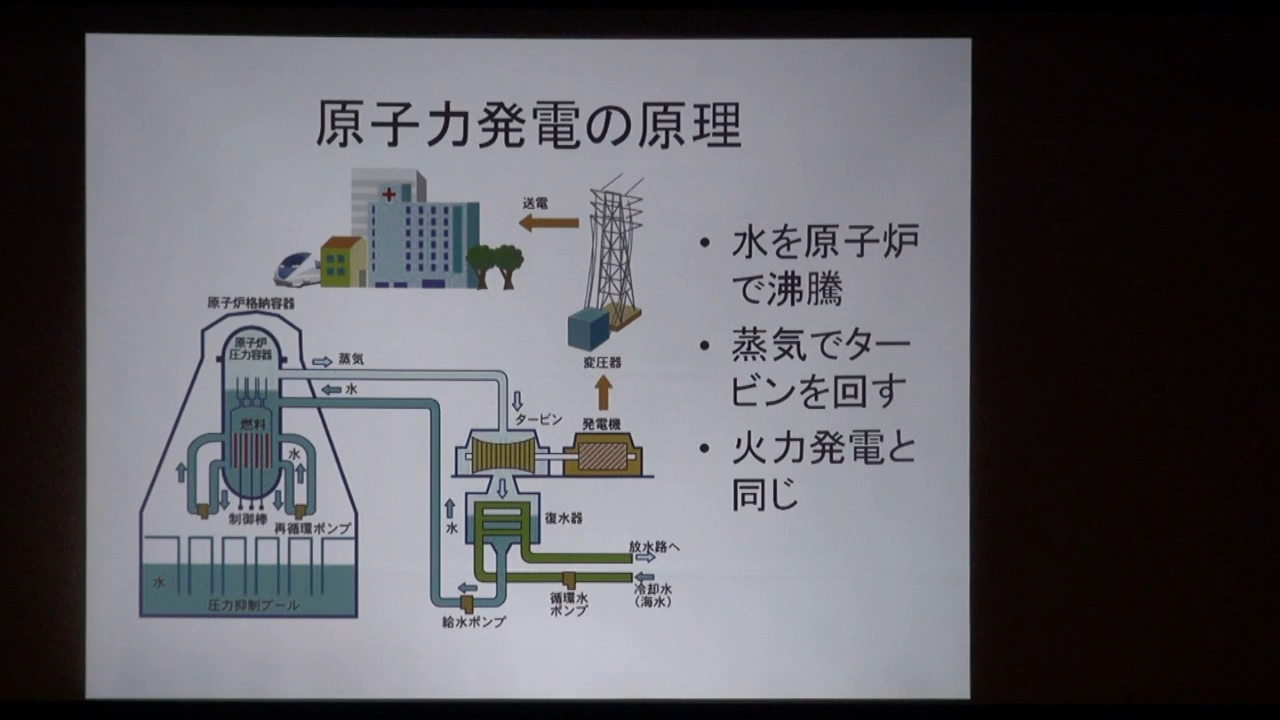 原子力発電の原理
送電
原子炉格納容器
原子炉
圧力容器
蒸気
水
変圧器
タービン
発電機
燃料
水
制御棒
再循環ポンプ
水
復水器
放水路へ
水
圧力抑制プール
給水ポンプ
循環水
ポンプ
冷却水
(海水)
• 水を原子炉
で沸騰
• 蒸気でター
ビンを回す
• 火力発電と
同じ